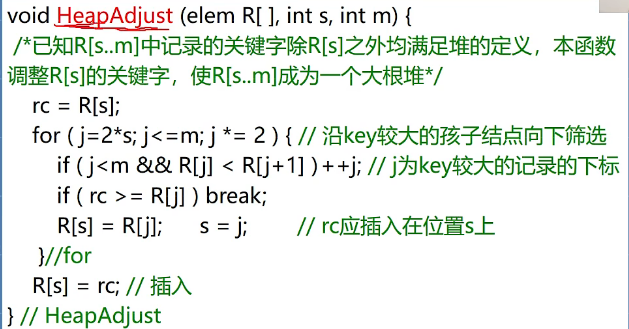 void HeapAdjust (elem R[ ], int s, int m) {
/*已知R[s..m]中记录的关键字除R[s]之外均满足堆的定义，本函数
调整R[s]的关键字，使R[s..m]成为一个大根堆*/
rc = R[s];
for ( j=2*s; j<=m; j *= 2 ) { // 沿key较大的孩子结点向下筛选
if ( j<m && R[j] < R[j+1] ) ++j; // j为key较大的记录的下标
if ( rc >= R[j] ) break;
R[s] = R[j]; s = j; // rc应插入在位置s上
}//for
R[s] = rc; // 插入
} // HeapAdjust